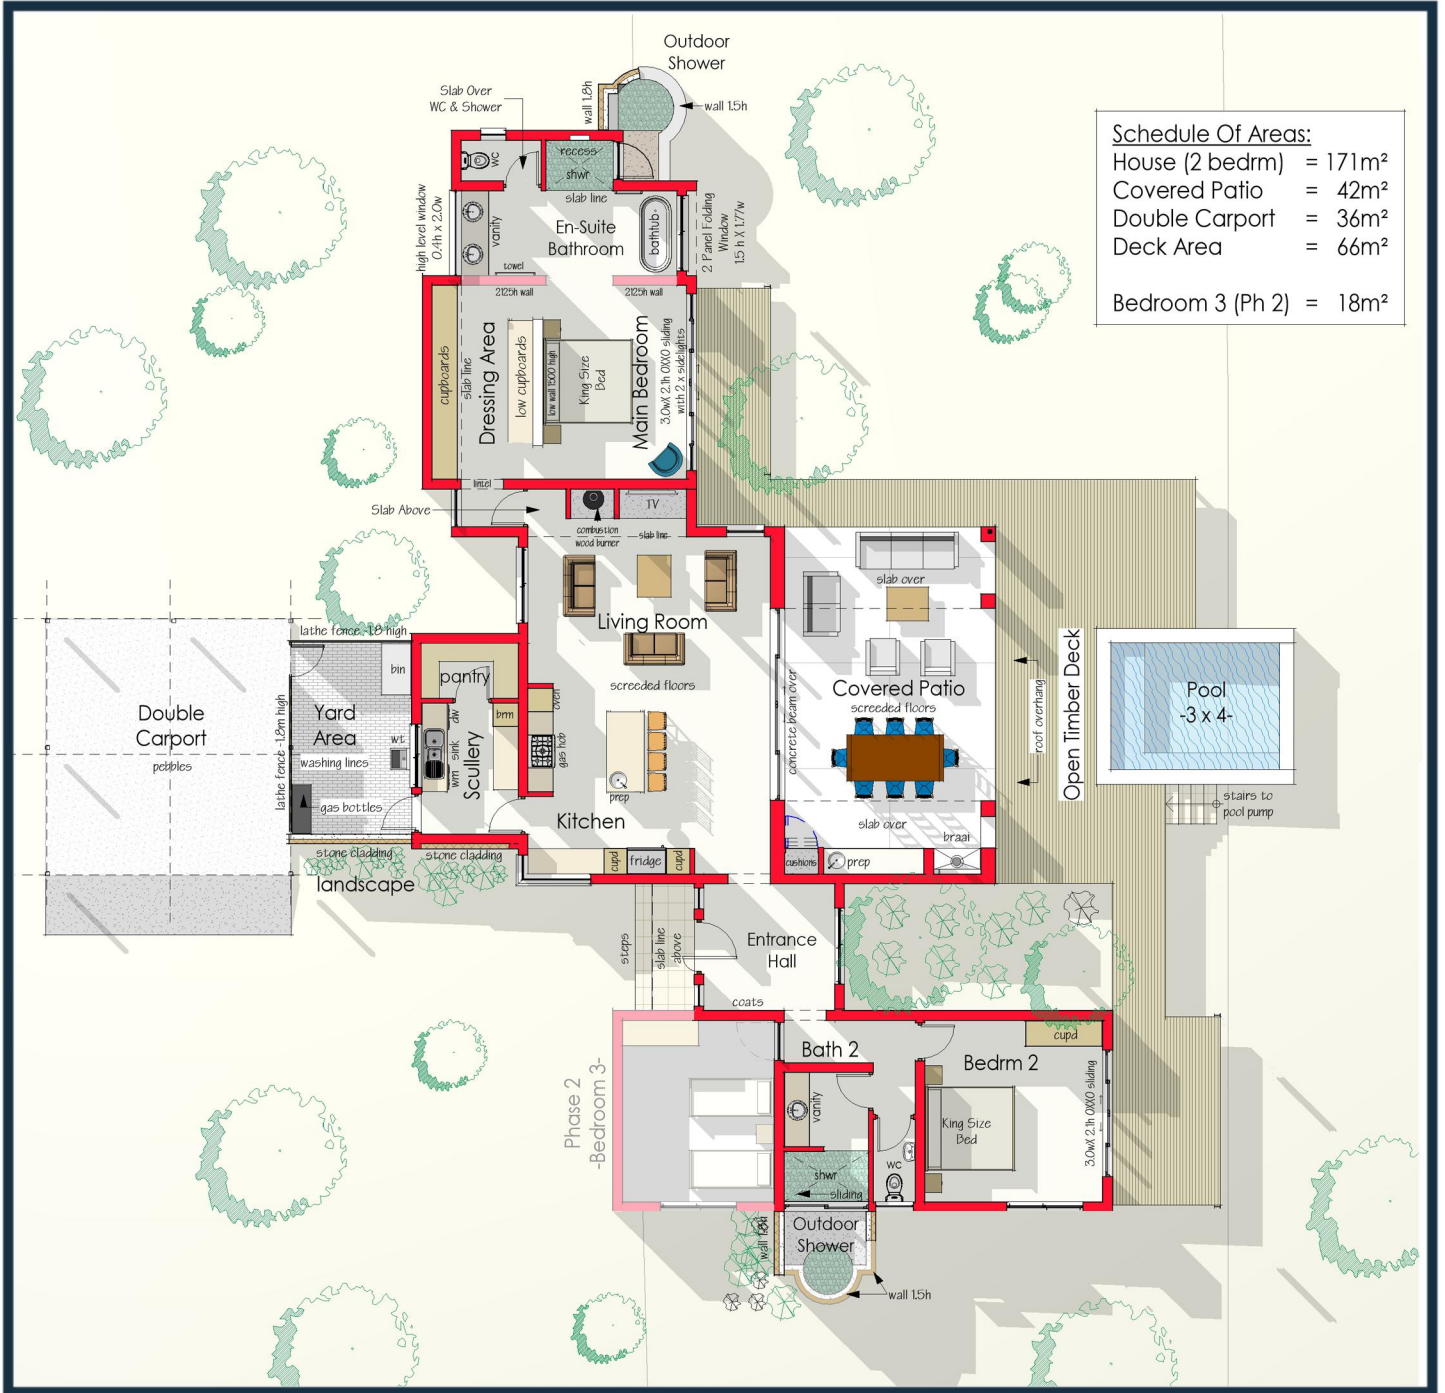 Outdoor
Shower
wall 1.8h
wall 1.5h
Slab Over
WC & Shower
Schedule Of Areas:
House (2 bedrm) = 171m²
Covered Patio = 42m²
Double Carport = 36m²
Deck Area = 66m²
Bedroom 3 (Ph 2) = 18m²
wc
recess
shwr
slab line
high level window
0.4h x 2.0w
vanity
En-Suite
Bathroom
bathtub
2 Panel Folding
Window
1.5 h X 1.77w
towel
2125h wall
2125h wall
cupboards
slab line
Dressing Area
low cupboards
low wall 1500 high
King Size
Bed
Main Bedroom
3.0wX 2.1h OXXO sliding
with 2 x sidelights
lintel
Slab Above
combustion
wood burner
TV
slab line
slab over
Living Room
screeded floors
lathe fence -1.8 high
bin
pantry
oven
Covered Patio
screeded floors
concrete beam over
roof overhang
Open Timber Deck
Pool
-3 x 4-
Double
Carport
pebbles
Yard
Area
washing lines
wt
lathe fence -1.8m high
gas bottles
dw
sink
wm
brm
Scullery
gas hob
prep
Kitchen
slab over
braai
stairs to
pool pump
stone cladding
stone cladding
landscape
cupd
fridge
cupd
cushions
prep
steps
slab line
above
Entrance
Hall
coats
Bath 2
cupd
Bedrm 2
Phase 2
-Bedroom 3-
vanity
King Size
Bed
3.0wX 2.1h OXXO sliding
wc
shwr
sliding
wall 1.8h
Outdoor
Shower
wall 1.5h